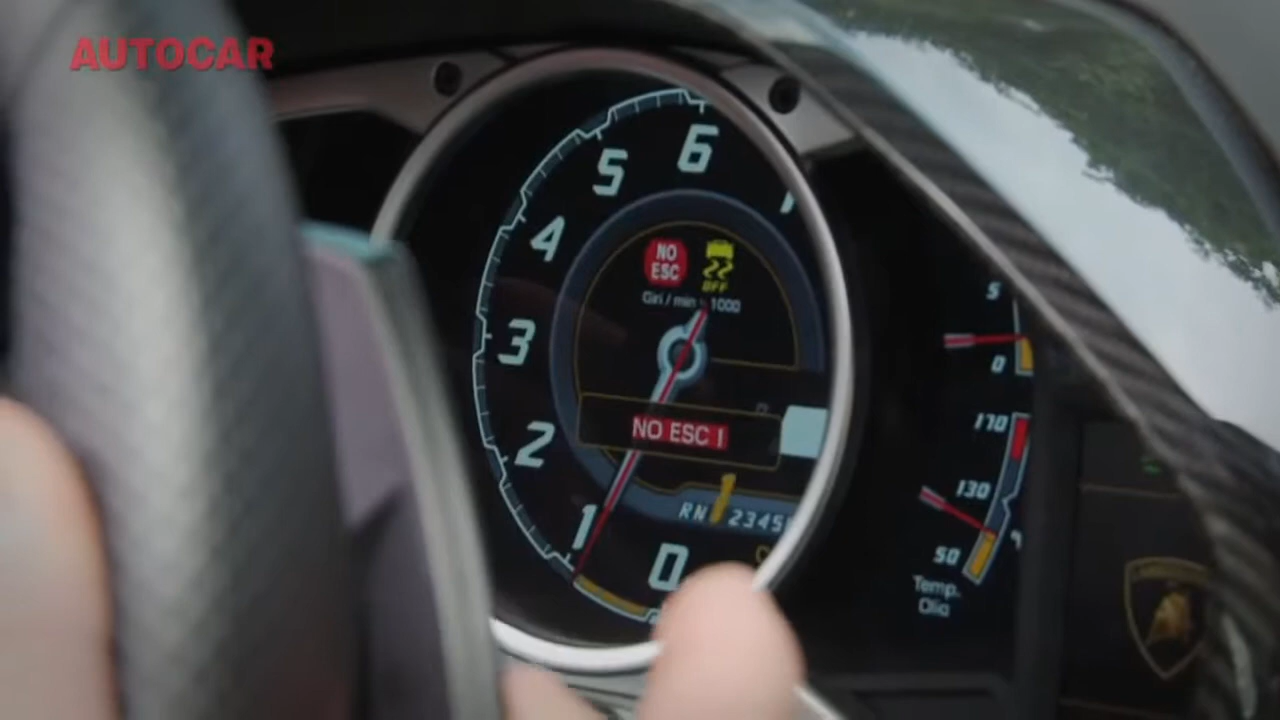 AUTOCAR
6
5
4
3
2
1
0
NO
ESC
OFF
Giri / min x 1000
NO ESC !
1
RN 2345
5
0
170
130
50
Temp.
Olio